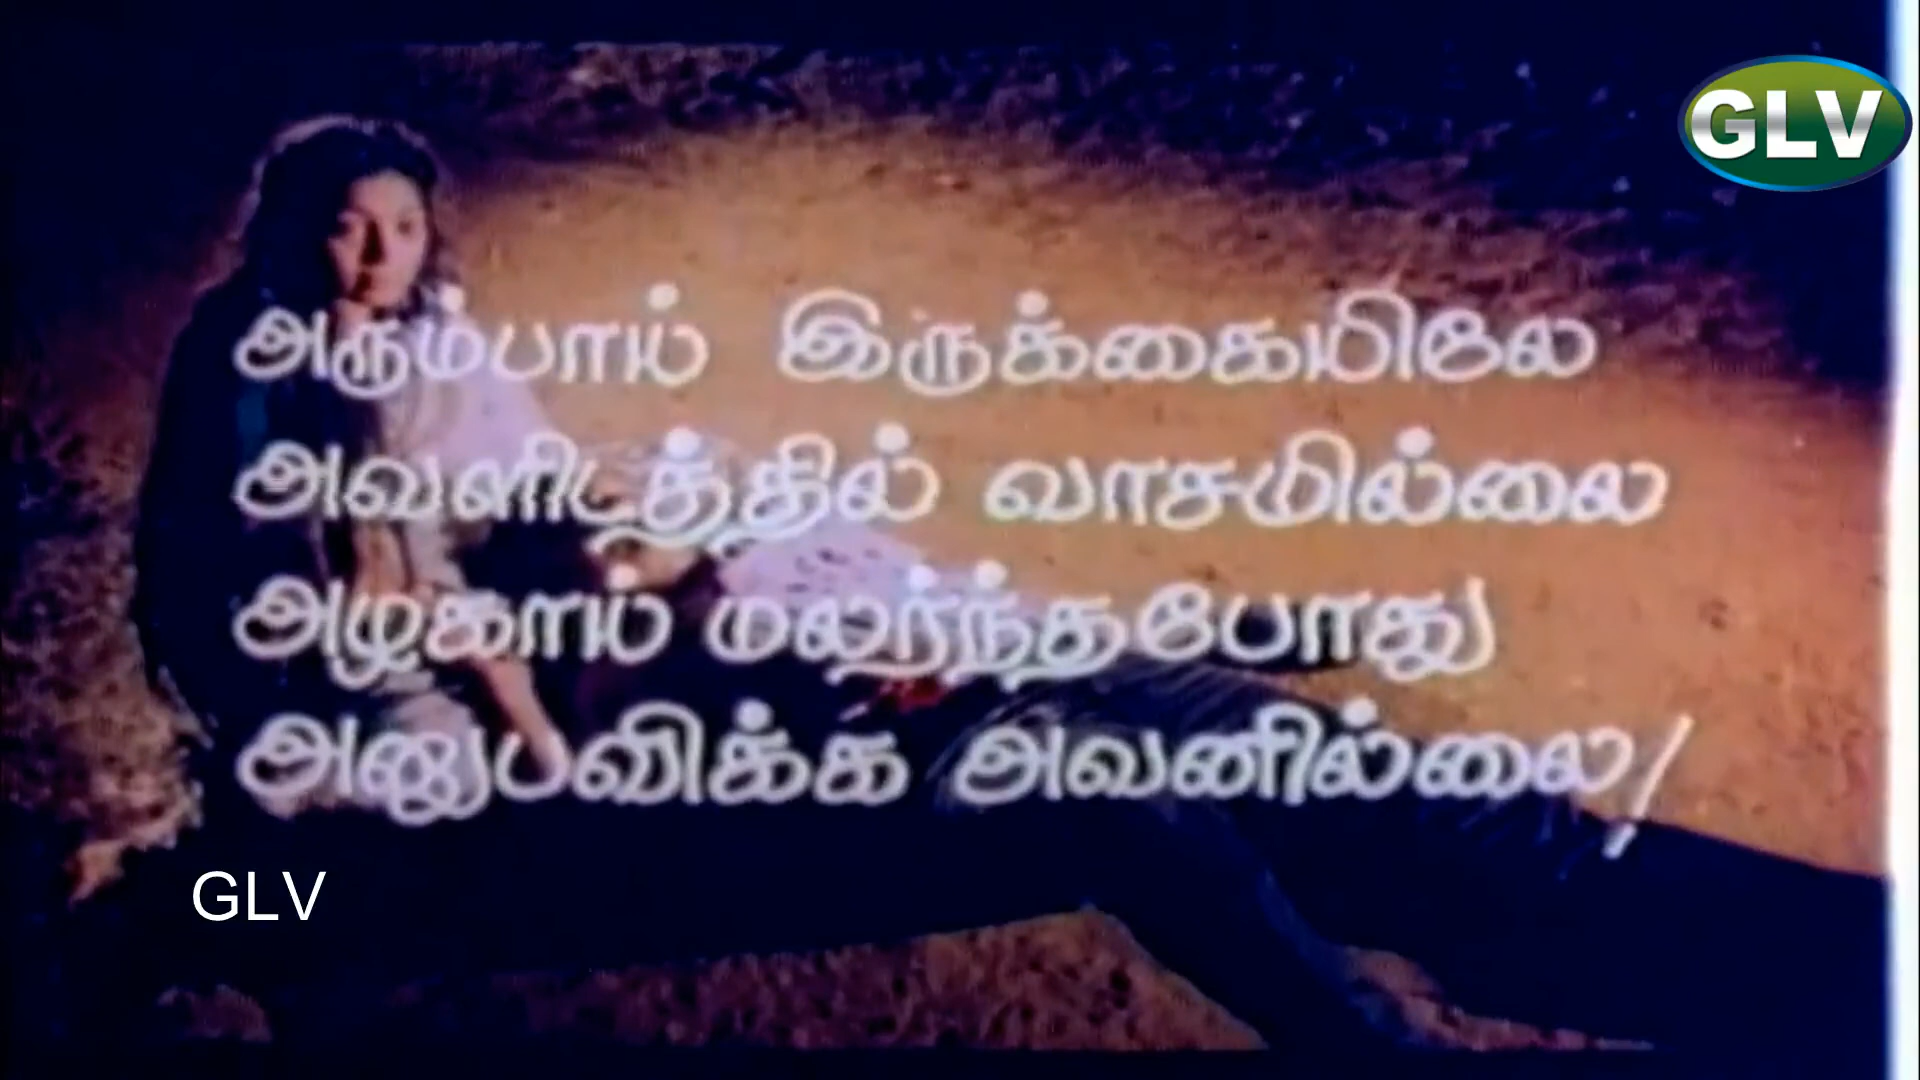 GLV
அரும்பாய் இருக்கையிலே
அவளிடத்தில் வாசமில்லை
அழகாய் மலர்ந்தபோது
அனுபவிக்க அவனில்லை!
GLV